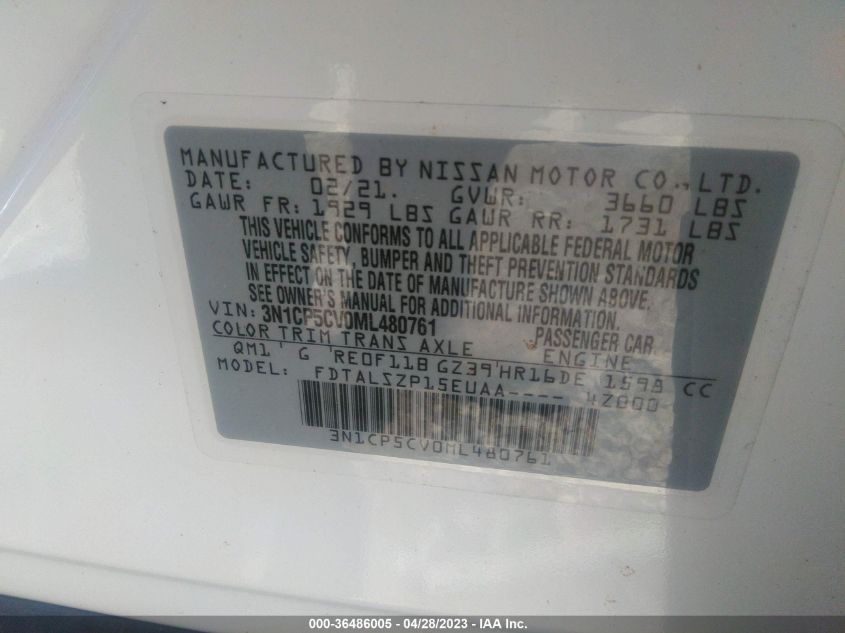 MANUFACTURED BY NISSAN MOTOR CO., LTD.
DATE: 02/21. GVWR: 3660 LBS
GAWR FR: 1929 LBS GAWR RR: 1731 LBS
THIS VEHICLE CONFORMS TO ALL APPLICABLE FEDERAL MOTOR
VEHICLE SAFETY, BUMPER AND THEFT PREVENTION STANDARDS
IN EFFECT ON THE DATE OF MANUFACTURE SHOWN ABOVE.
SEE OWNER'S MANUAL FOR ADDITIONAL INFORMATION.
VIN: 3N1CP5CV0ML480761 PASSENGER CAR
COLOR TRIM TRANS AXLE ENGINE
QM1 ' G 'RE0F11B GZ39'HR16DE 1598 CC
MODEL: FDTALSZP15EUAA---- 4Z000
3N1CP5CV0ML480761
000-36486005 - 04/28/2023 - IAA Inc.